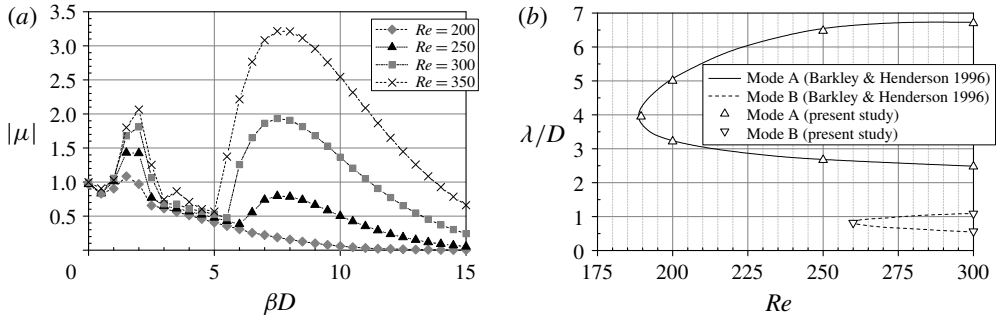 (a)
3.5
3.0
2.5
2.0
1.5
1.0
0.5
0
5
10
15
|μ|
βD
Re = 200
Re = 250
Re = 300
Re = 350
(b)
7
6
5
4
3
2
1
0
175
200
225
250
275
300
λ/D
Re
Mode A (Barkley & Henderson 1996)
Mode B (Barkley & Henderson 1996)
Mode A (present study)
Mode B (present study)